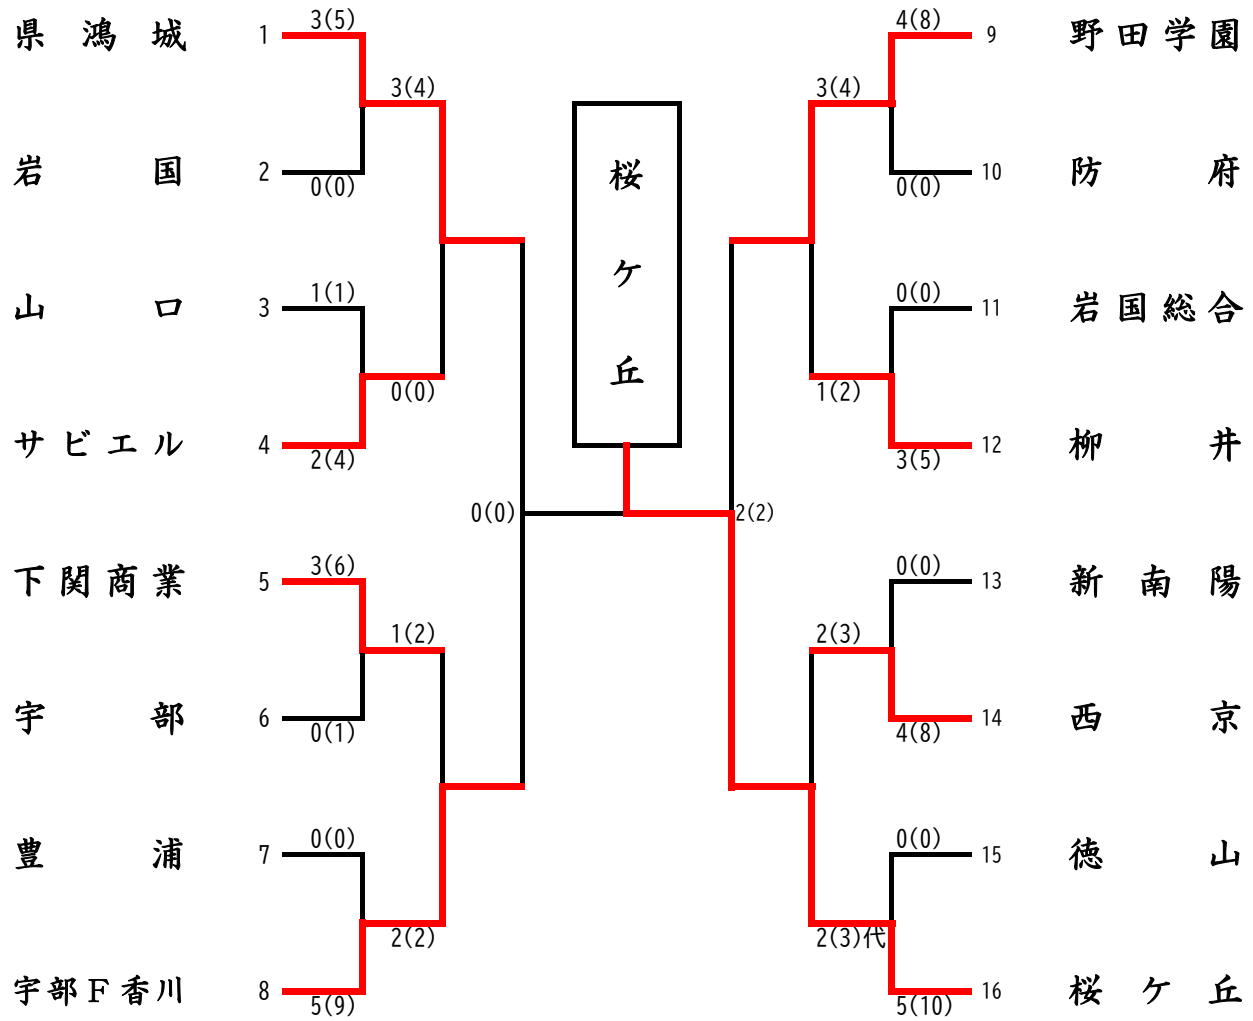 県鴻城 1 3(5)
3(4)
岩国 2 0(0)
山口 3 1(1)
0(0)
サビエル 4 2(4)
0(0)
下関商業 5 3(6)
1(2)
宇部 6 0(1)
豊浦 7 0(0)
2(2)
宇部F香川 8 5(9)
桜ケ丘
4(8) 9 野田学園
3(4)
0(0) 10 防府
0(0) 11 岩国総合
1(2)
3(5) 12 柳井
2(2)
0(0) 13 新南陽
2(3)
4(8) 14 西京
0(0) 15 徳山
2(3)代
5(10) 16 桜ケ丘